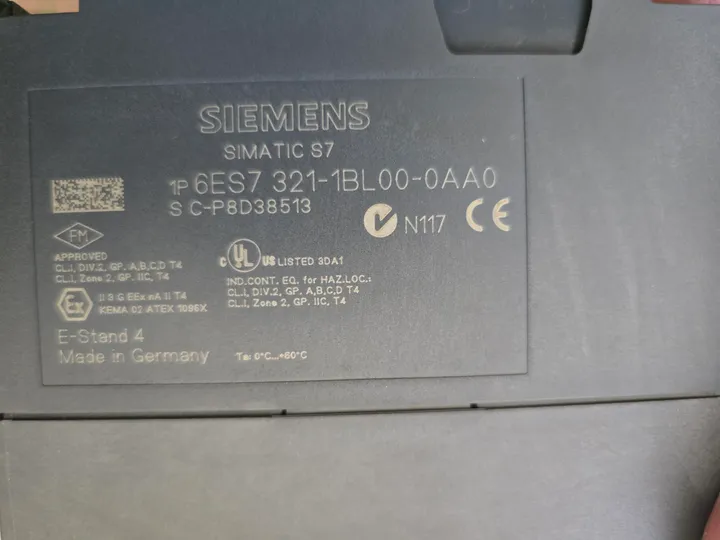 SIEMENS
SIMATIC S7
1P 6ES7 321-1BL00-0AA0
S C-P8D38513
N117 CE
FM
APPROVED
CL.I, DIV.2, GP. A,B,C,D T4
CL.I, Zone 2, GP. IIC, T4
C UL US LISTED 3DA1
IND.CONT. EQ. for HAZ.LOC.:
CL.I, DIV.2, GP. A,B,C,D T4
CL.I, Zone 2, GP. IIC, T4
Ex
II 3 G EEx nA II T4
KEMA 02 ATEX 1096X
E-Stand 4
Made in Germany
Ta: 0°C...+60°C